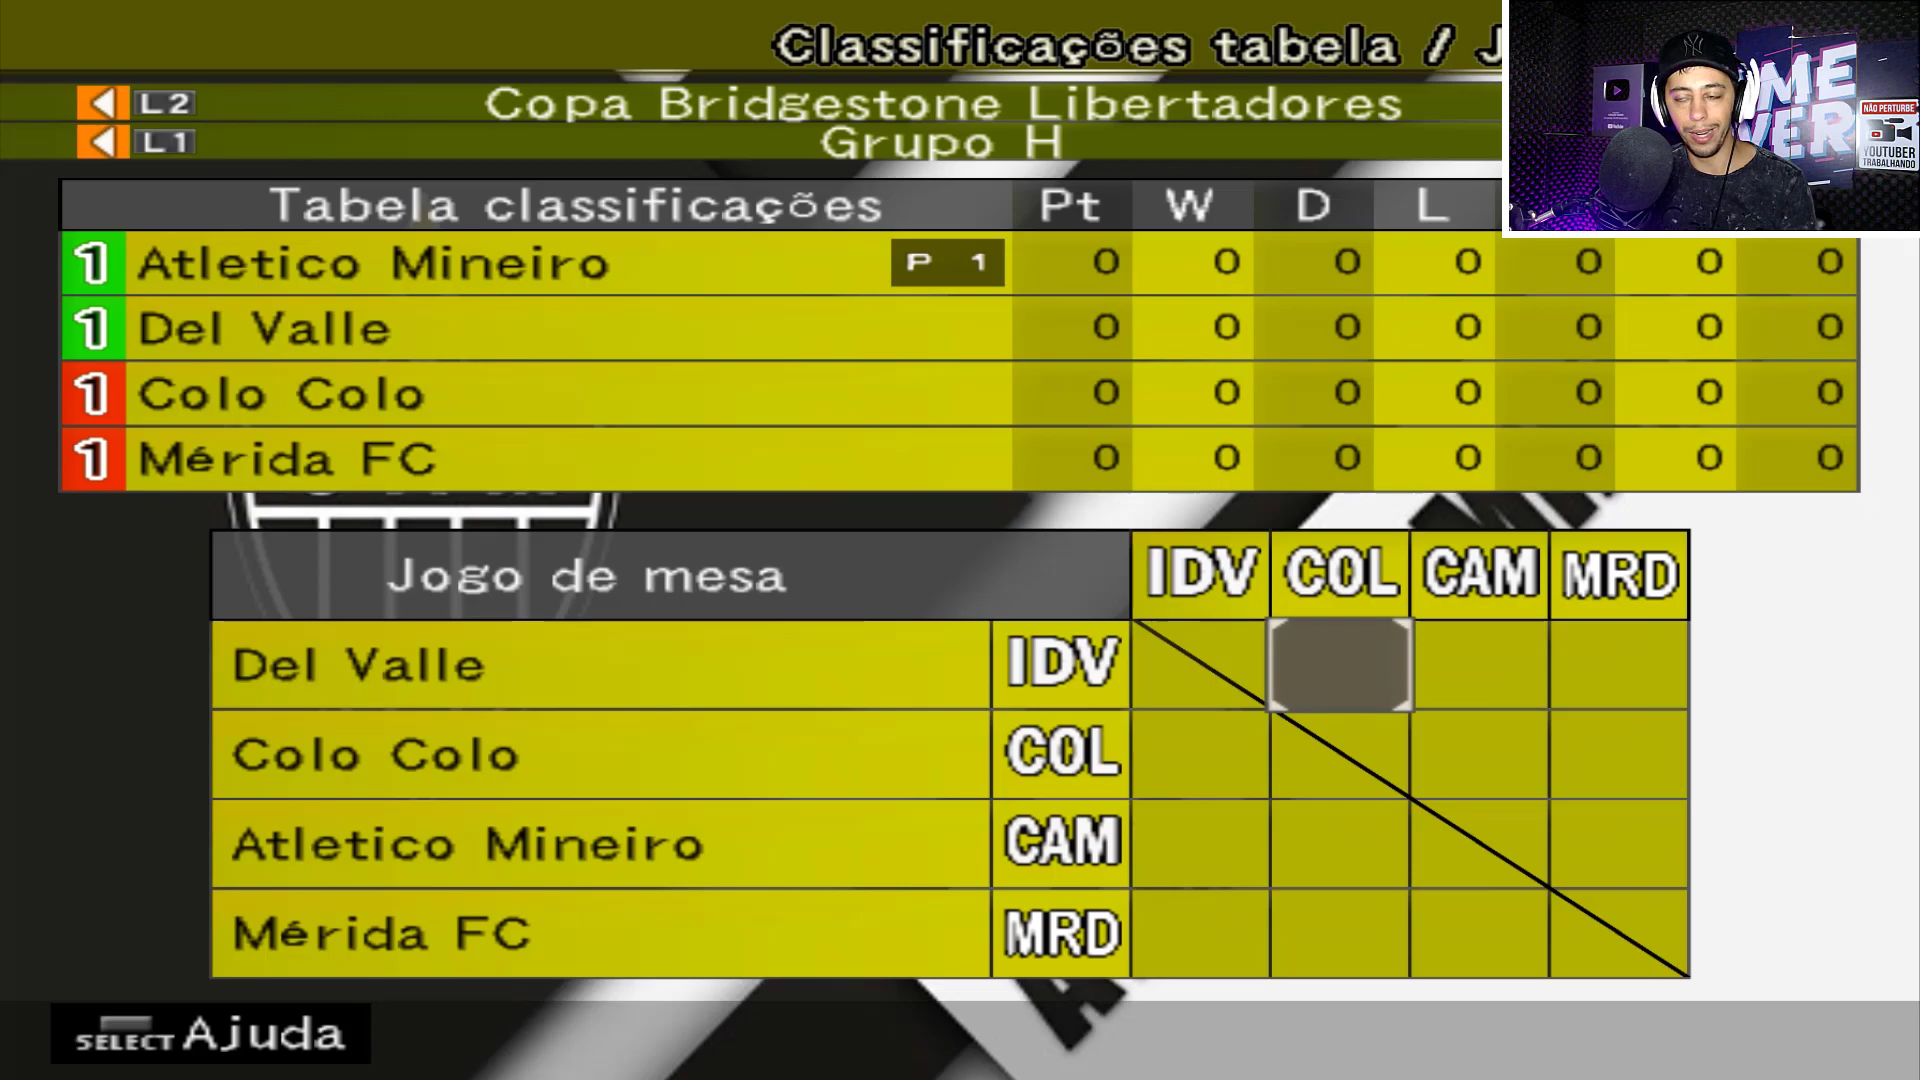 Classificações tabela / J
L2 Copa Bridgestone Libertadores
L1 Grupo H
Tabela classificações Pt W D L
1 Atletico Mineiro P 1 0 0 0 0 0 0 0
1 Del Valle 0 0 0 0 0 0 0
1 Colo Colo 0 0 0 0 0 0 0
1 Mérida FC 0 0 0 0 0 0 0
Jogo de mesa IDV COL CAM MRD
Del Valle IDV
Colo Colo COL
Atletico Mineiro CAM
Mérida FC MRD
SELECT Ajuda
ME
VER
NÃO PERTURBE
YOUTUBER
TRABALHANDO